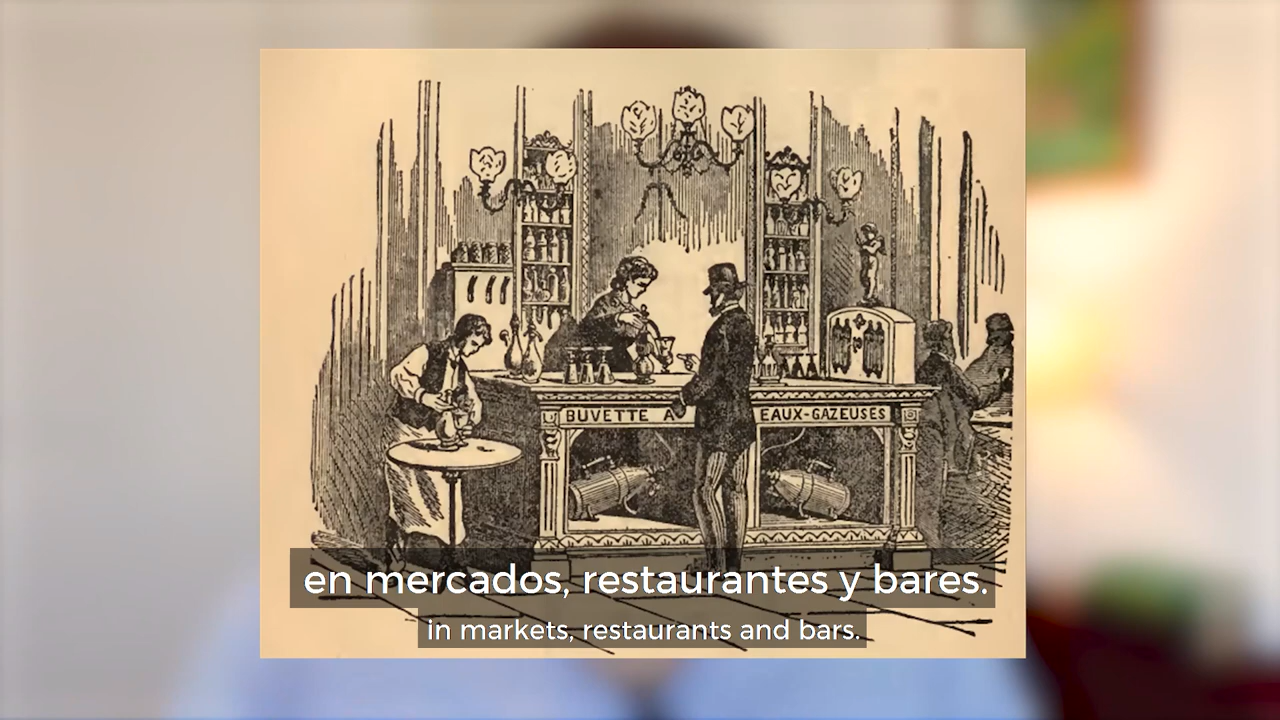 BUVETTE A EAUX-GAZEUSES
en mercados, restaurantes y bares.
in markets, restaurants and bars.